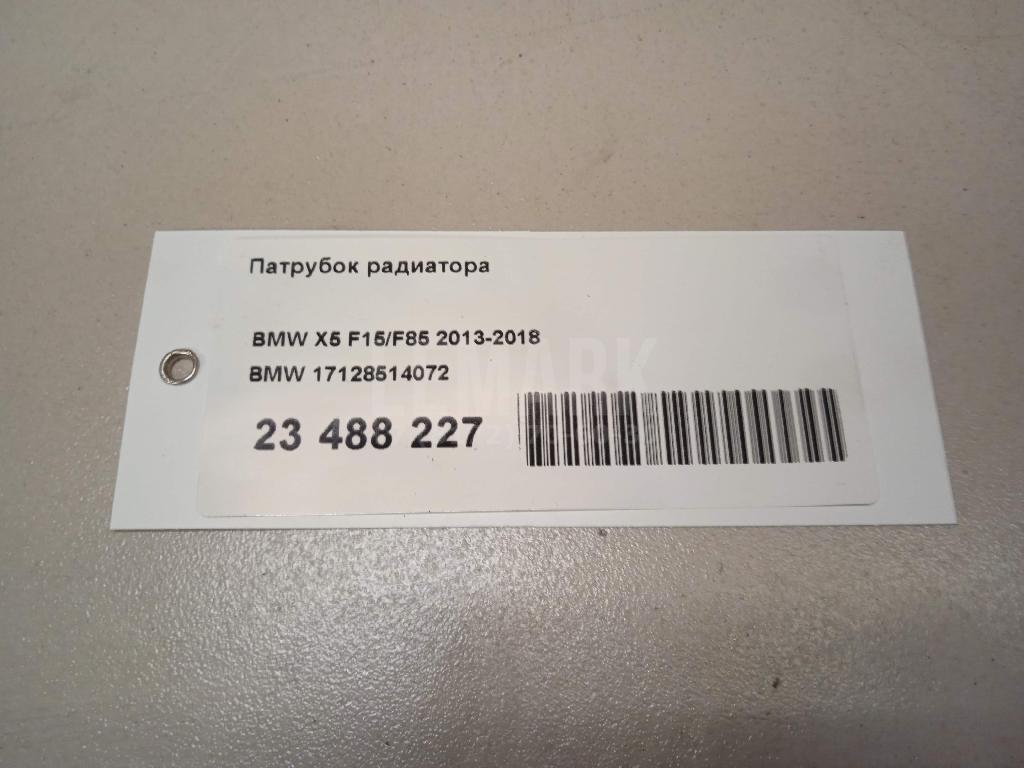 Патрубок радиатора
BMW X5 F15/F85 2013-2018
BMW 17128514072
23 488 227